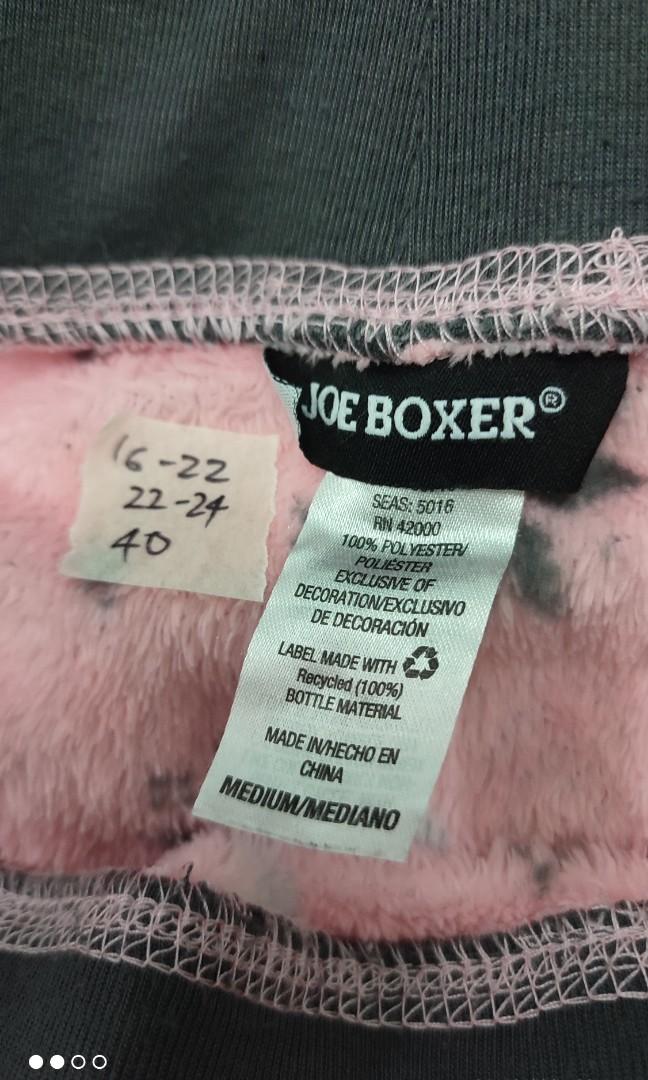 JOE BOXER®
16-22
22-24
40
SEAS: 5016
RN 42000
100% POLYESTER/
POLIÉSTER
EXCLUSIVE OF
DECORATION/EXCLUSIVO
DE DECORACIÓN
LABEL MADE WITH
Recycled (100%)
BOTTLE MATERIAL
MADE IN/HECHO EN
CHINA
MEDIUM/MEDIANO